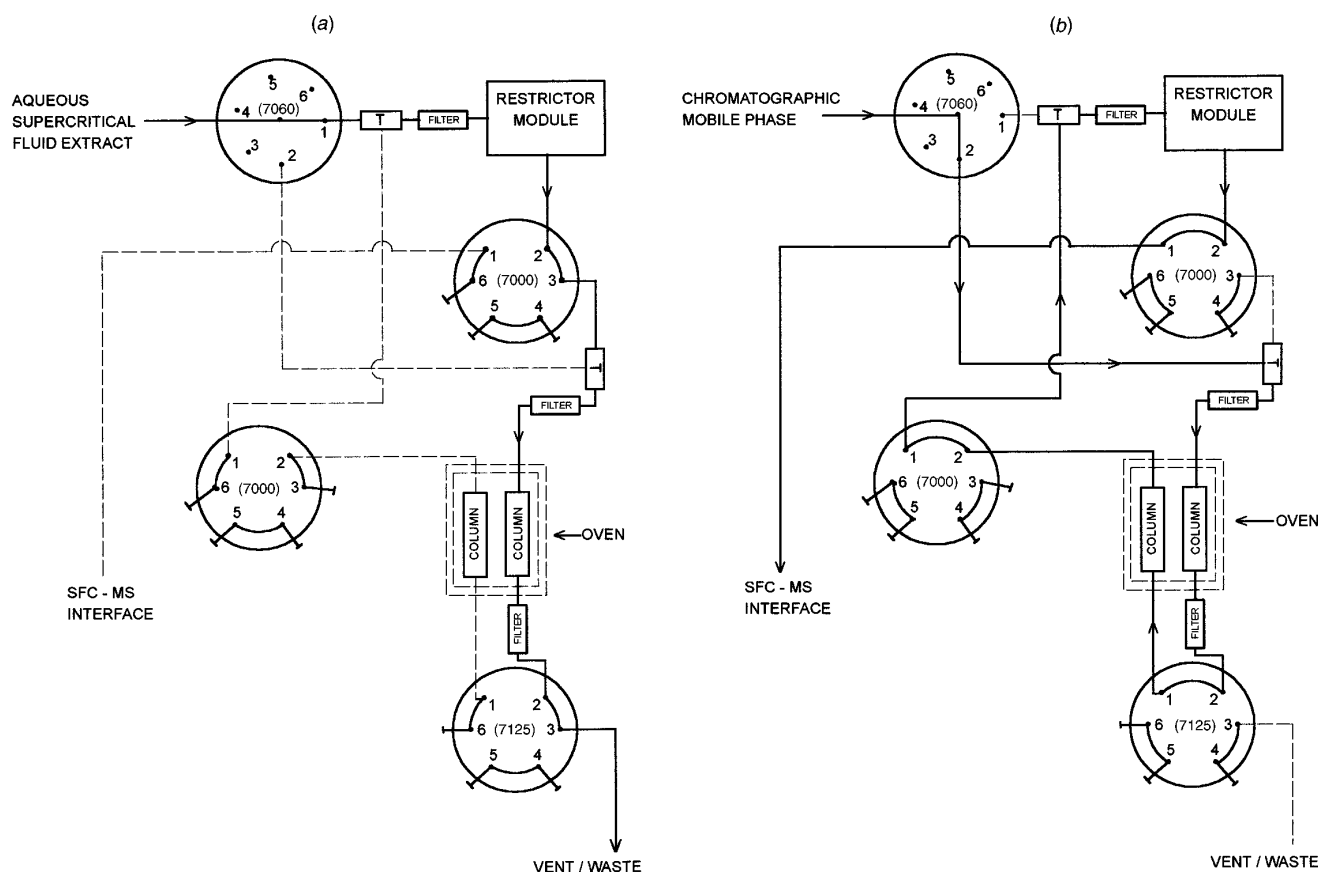 (a)
AQUEOUS
SUPERCRITICAL
FLUID EXTRACT
5
6
4 (7060)
1
3
2
T
FILTER
RESTRICTOR
MODULE
1
2
6 (7000) 3
5
4
T
FILTER
1
2
6 (7000) 3
5
4
COLUMN
COLUMN
OVEN
SFC - MS
INTERFACE
FILTER
1
2
6 (7125) 3
5
4
VENT / WASTE
(b)
CHROMATOGRAPHIC
MOBILE PHASE
5
6
4 (7060)
1
3
2
T
FILTER
RESTRICTOR
MODULE
1
2
6 (7000) 3
5
4
T
FILTER
1
2
6 (7000) 3
5
4
COLUMN
COLUMN
OVEN
SFC - MS
INTERFACE
FILTER
1
2
6 (7125) 3
5
4
VENT / WASTE